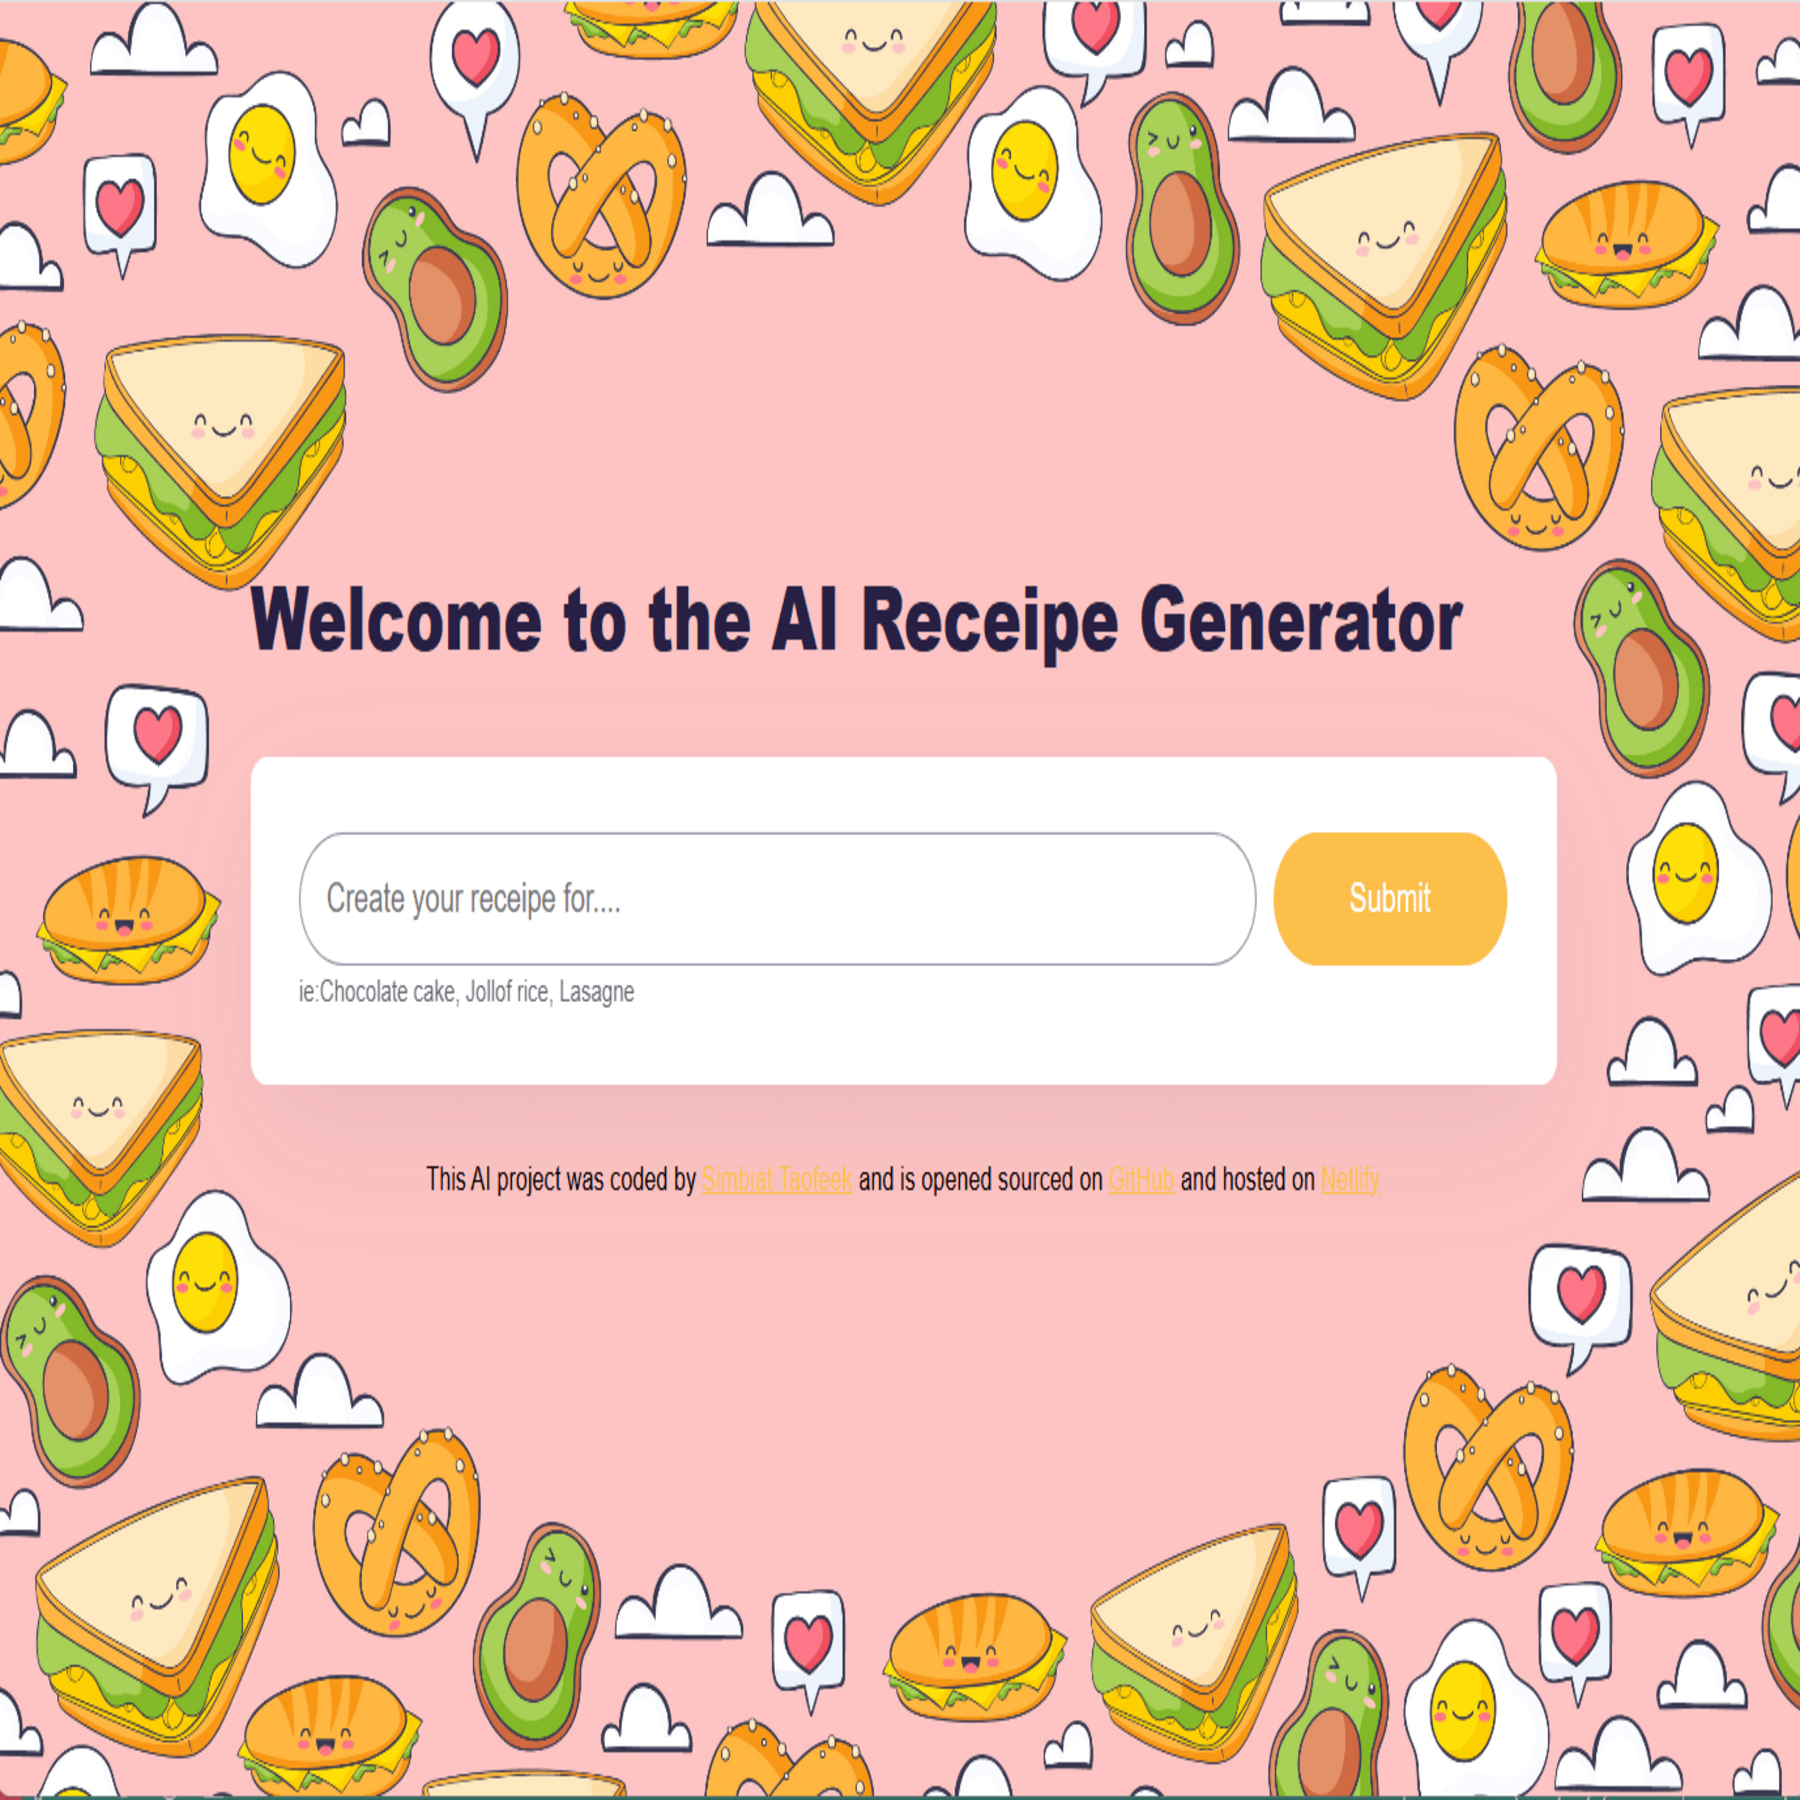 Welcome to the AI Receipe Generator
Create your receipe for....
Submit
ie:Chocolate cake, Jollof rice, Lasagne
This AI project was coded by Simbiat Taofeek and is opened sourced on GitHub and hosted on Netlify